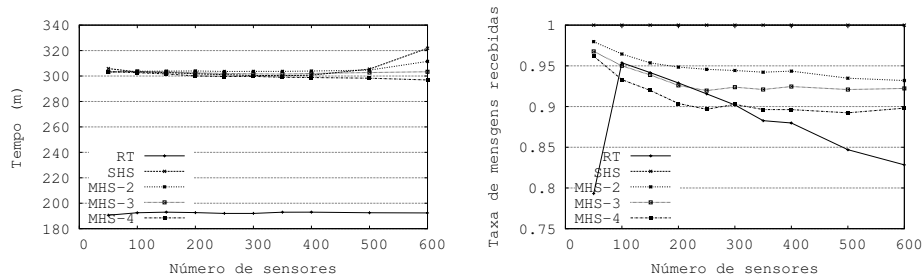 340
320
300
280
260
240
220
200
180
Tempo (m)
RT
SHS
MHS-2
MHS-3
MHS-4
0 100 200 300 400 500 600
Número de sensores
1
0.95
0.9
0.85
0.8
0.75
Taxa de mensgens recebidas
RT
SHS
MHS-2
MHS-3
MHS-4
0 100 200 300 400 500 600
Número de sensores